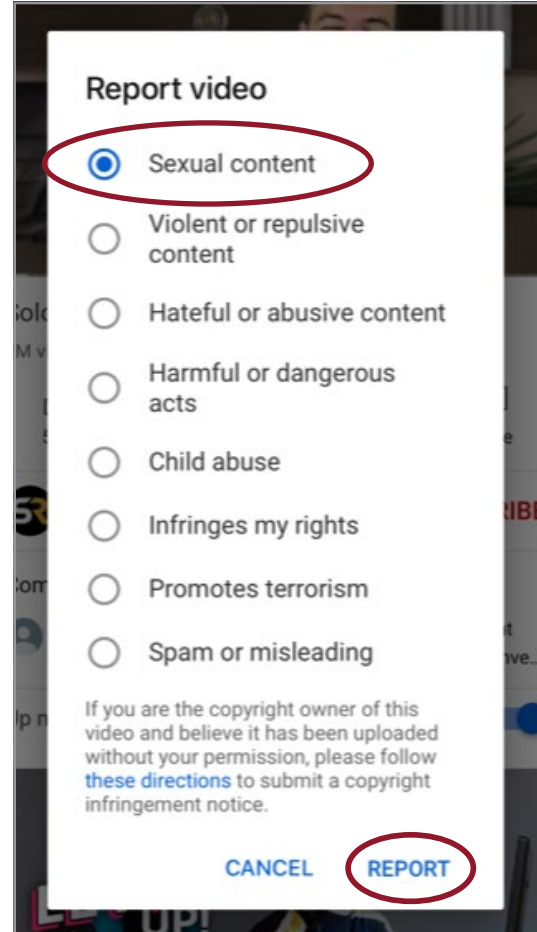 Report video
Sexual content
Violent or repulsive
content
Hateful or abusive content
Harmful or dangerous
acts
Child abuse
Infringes my rights
Promotes terrorism
Spam or misleading
If you are the copyright owner of this
video and believe it has been uploaded
without your permission, please follow
these directions to submit a copyright
infringement notice.
CANCEL REPORT
UP!